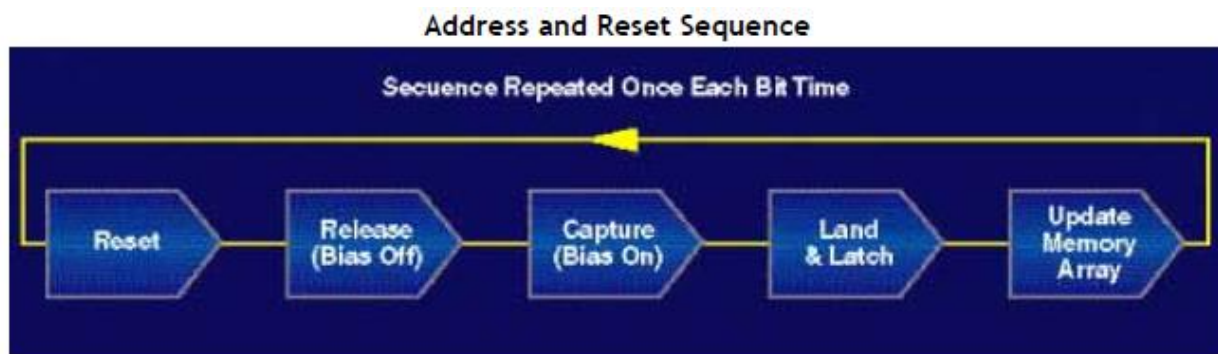 Address and Reset Sequence
Secuence Repeated Once Each Bit Time
Reset
Release
(Bias Off)
Capture
(Bias On)
Land
& Latch
Update
Memory
Array